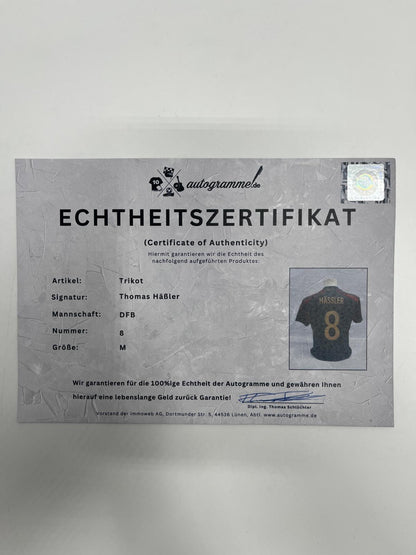 autogramme.de
ECHTHEITSZERTIFIKAT
(Certificate of Authenticity)
Hiermit garantieren wir die Echtheit des
nachfolgend aufgeführten Produktes:
Artikel: Trikot
Signatur: Thomas Häßler
Mannschaft: DFB
Nummer: 8
Größe: M
HÄSSLER
8
Wir garantieren für die 100%ige Echtheit der Autogramme und gewähren Ihnen
hierauf eine lebenslange Geld zurück Garantie!
Dipl. Ing. Thomas Schlüchter
Vorstand der immoweb AG, Dortmunder Str. 5, 44536 Lünen, Abtl. www.autogramme.de